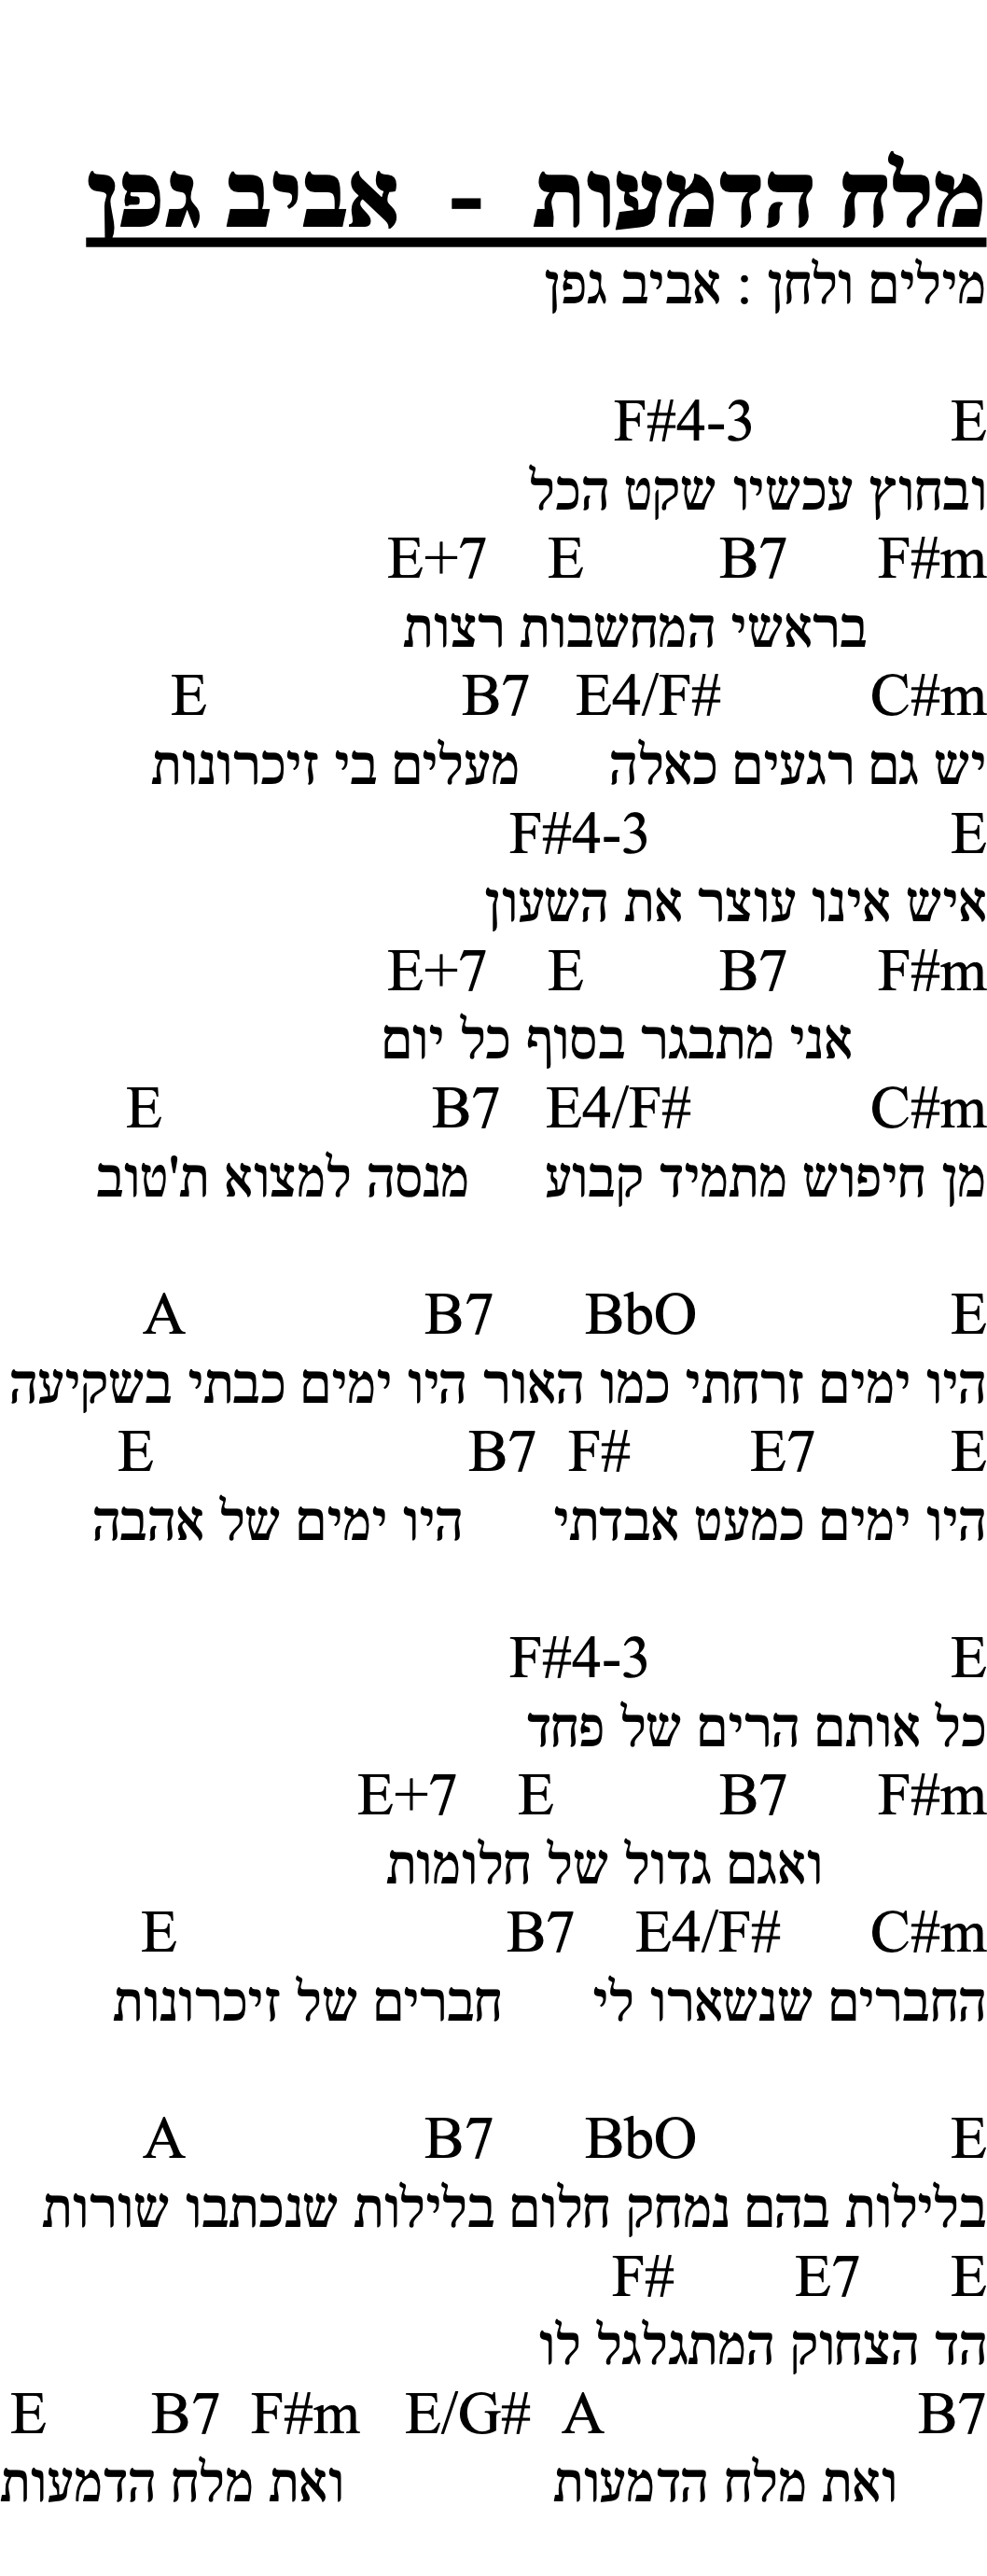 מלח הדמעות - אביב גפן
מילים ולחן : אביב גפן
E F#4-3
ובחוץ עכשיו שקט הכל
F#m B7 E E+7
בראשי המחשבות רצות
C#m E4/F# B7 E
יש גם רגעים כאלה מעלים בי זיכרונות
E F#4-3
איש אינו עוצר את השעון
F#m B7 E E+7
אני מתבגר בסוף כל יום
C#m E4/F# B7 E
מן חיפוש מתמיד קבוע מנסה למצוא ת'טוב
E BbO B7 A
היו ימים זרחתי כמו האור היו ימים כבתי בשקיעה
E E7 F# B7 E
היו ימים כמעט אבדתי היו ימים של אהבה
E F#4-3
כל אותם הרים של פחד
F#m B7 E E+7
ואגם גדול של חלומות
C#m E4/F# B7 E
החברים שנשארו לי חברים של זיכרונות
E BbO B7 A
בלילות בהם נמחק חלום בלילות שנכתבו שורות
E E7 F#
הד הצחוק המתגלגל לו
B7 A E/G# F#m B7 E
ואת מלח הדמעות ואת מלח הדמעות